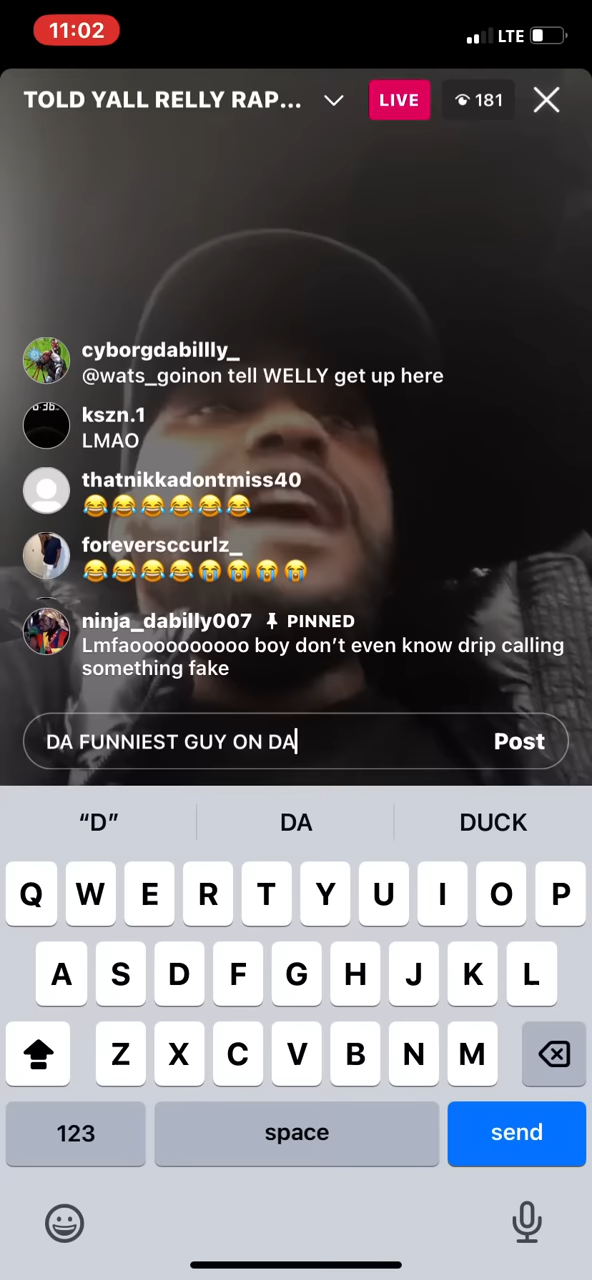 11:02
LTE
TOLD YALL RELLY RAP...
LIVE
181
cyborgdabillly_
@wats_goinon tell WELLY get up here
kszn.1
LMAO
thatnikkadontmiss40
😂😂😂😂😂😂
foreversccurlz_
😂😂😂😂😭😭😭😭
ninja_dabilly007 PINNED
Lmfaoooooooooo boy don’t even know drip calling
something fake
DA FUNNIEST GUY ON DA
Post
“D”
DA
DUCK
Q W E R T Y U I O P
A S D F G H J K L
Z X C V B N M
123
space
send